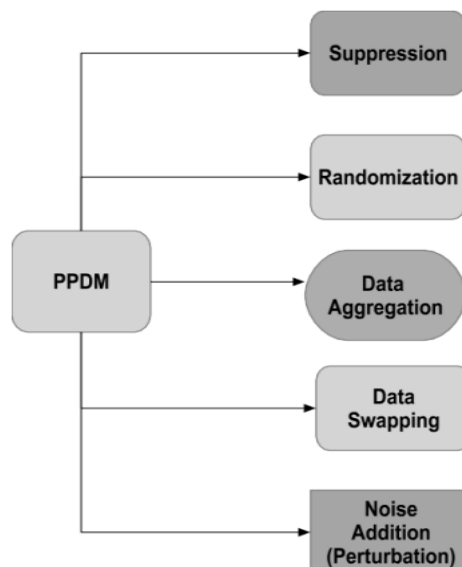 Suppression
Randomization
PPDM
Data
Aggregation
Data
Swapping
Noise
Addition
(Perturbation)